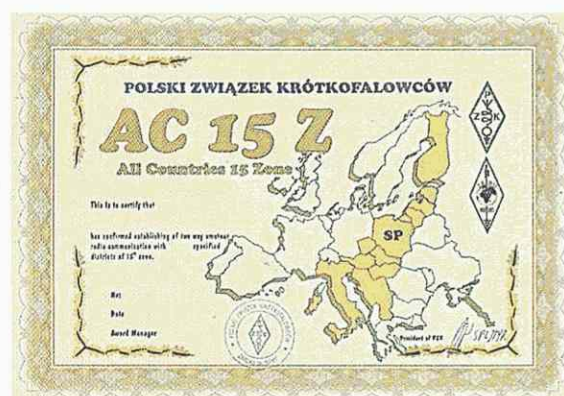 POLSKI ZWIĄZEK KRÓTKOFALOWCÓW
AC 15 Z
All Countries 15 Zone
This is to certify that
has confirmed establishing of two way amateur
radio communication with specified
districts of 15th zone.
SP
Nr:
Date
Award Manager
President of PZK